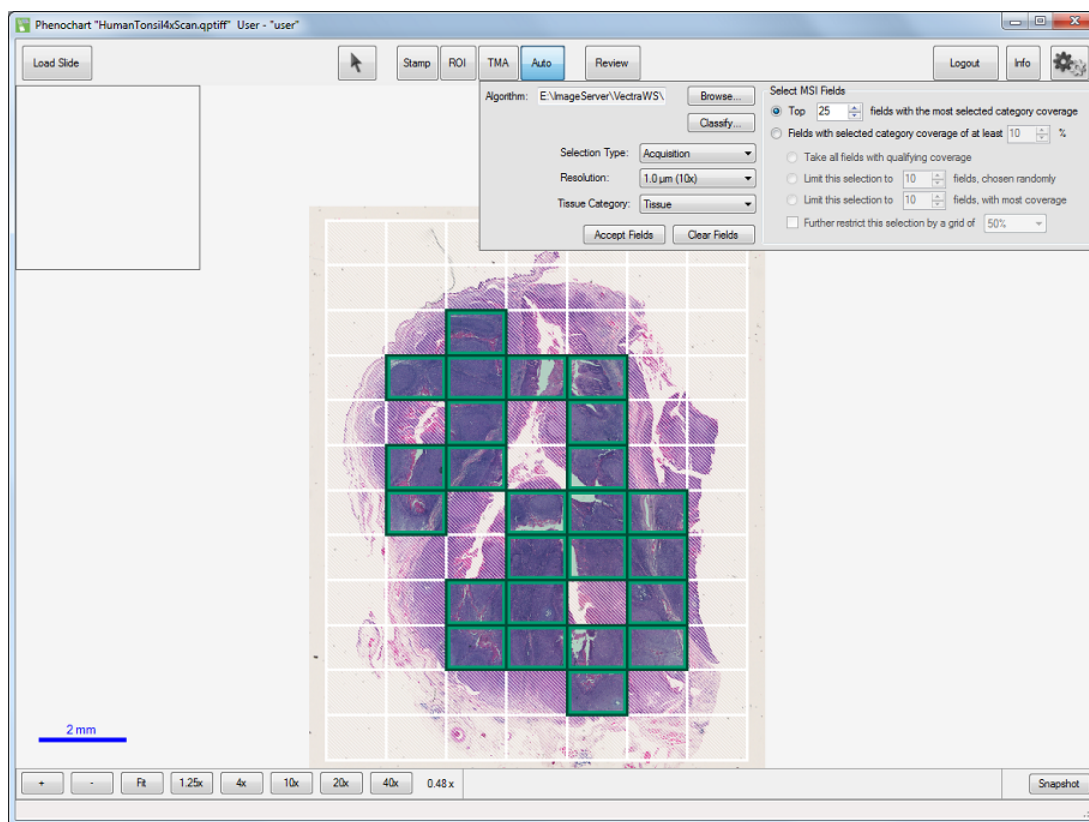 Phenochart "HumanTonsil4xScan.qptiff" User - "user"
Load Slide
Stamp
ROI
TMA
Auto
Review
Logout
Info
Algorithm: E:\ImageServer\VectraWS\
Browse...
Classify...
Selection Type: Acquisition
Resolution: 1.0 µm (10x)
Tissue Category: Tissue
Accept Fields
Clear Fields
Select MSI Fields
Top 25 fields with the most selected category coverage
Fields with selected category coverage of at least 10 %
Take all fields with qualifying coverage
Limit this selection to 10 fields, chosen randomly
Limit this selection to 10 fields, with most coverage
Further restrict this selection by a grid of 50%
2 mm
+ - Fit 1.25x 4x 10x 20x 40x 0.48 x
Snapshot